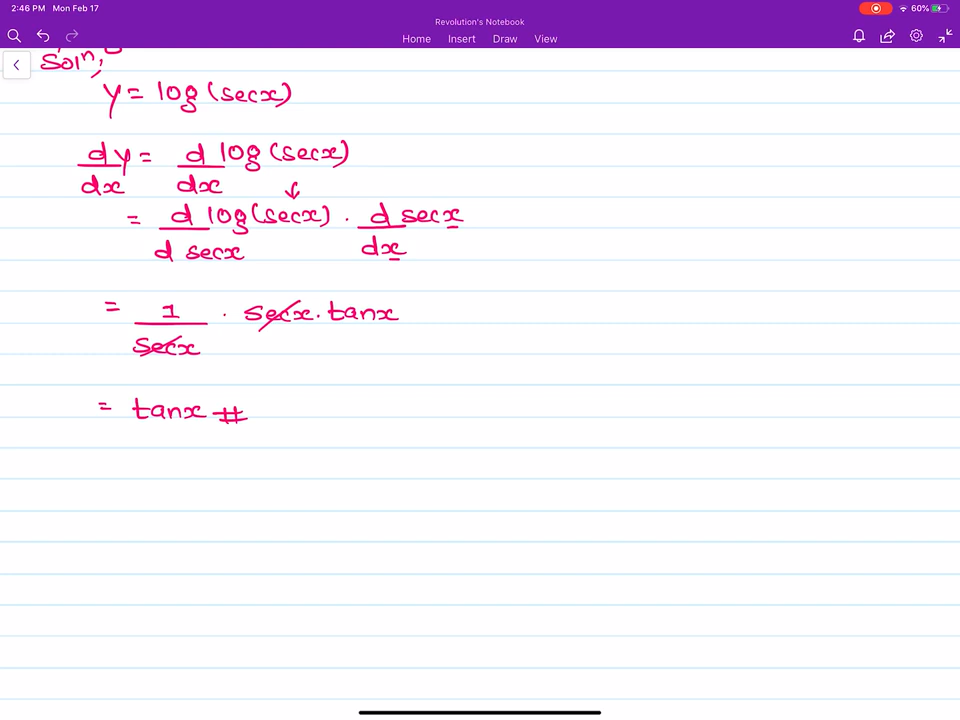 2:46 PM Mon Feb 17 60%
Revolution's Notebook
Home Insert Draw View
Soln,
y = log (secx)
dy/dx = d/dx log (secx)
= d log(secx)/d secx · d secx/dx
= 1/secx · secx · tanx
= tanx #